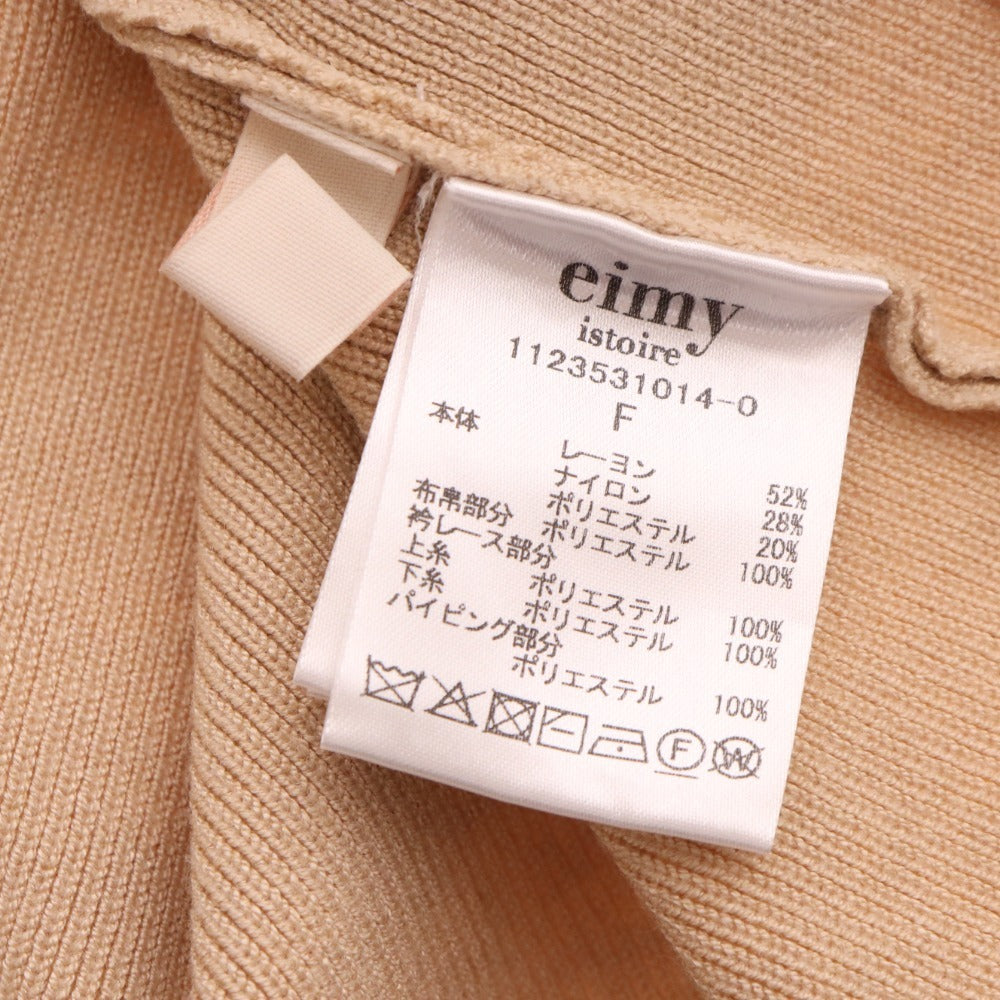 eimy
istoire
1123531014-0
F
本体
レーヨン 52%
ナイロン 28%
ポリエステル 20%
布帛部分 ポリエステル 100%
衿レース部分
上糸 ポリエステル 100%
下糸 ポリエステル 100%
パイピング部分
ポリエステル 100%
F W